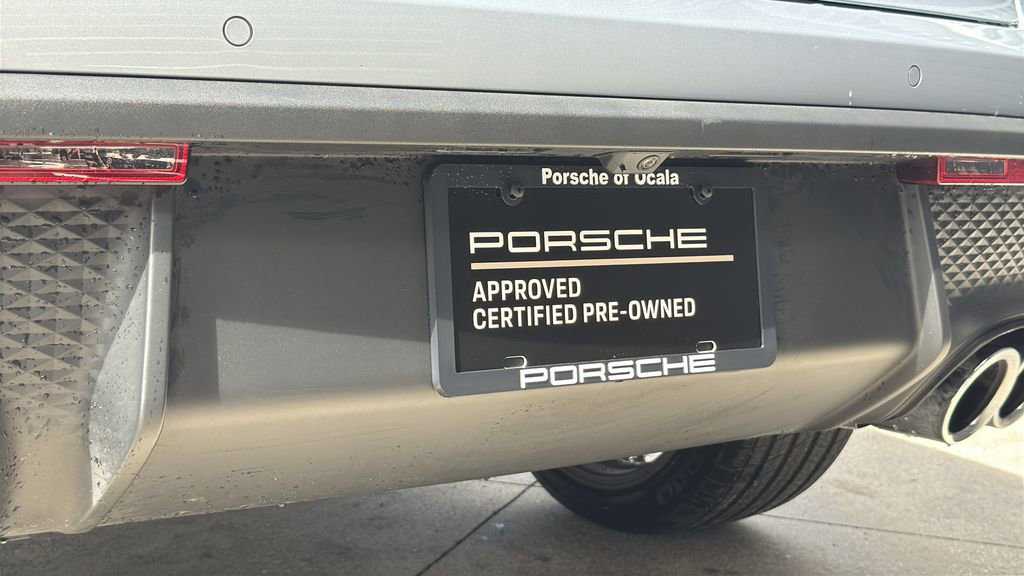 Porsche of Ocala
PORSCHE
APPROVED
CERTIFIED PRE-OWNED
PORSCHE